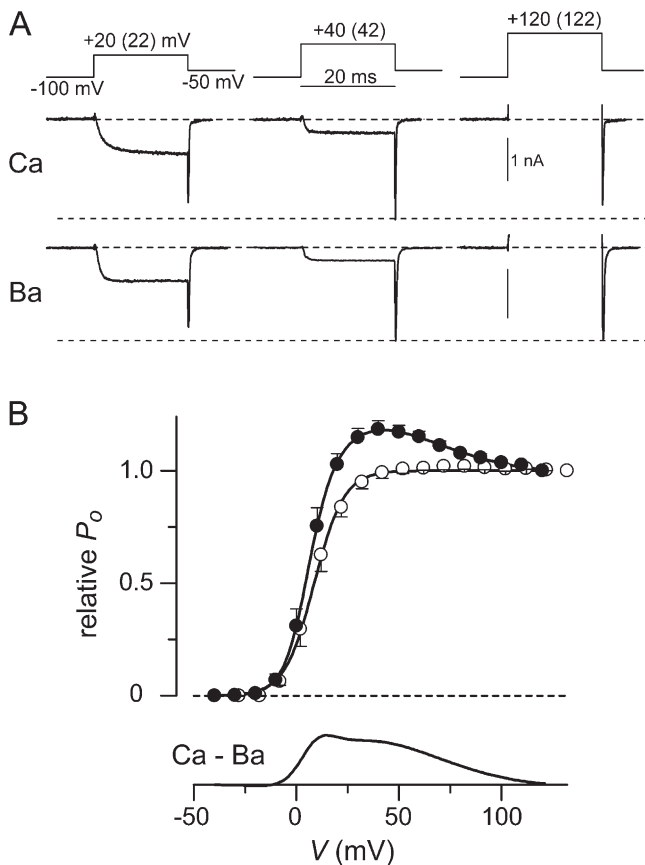 A
+20 (22) mV
+40 (42)
+120 (122)
-100 mV
-50 mV
20 ms
Ca
1 nA
Ba
B
relative Po
1.0
0.5
0
Ca - Ba
-50
0
50
100
V (mV)